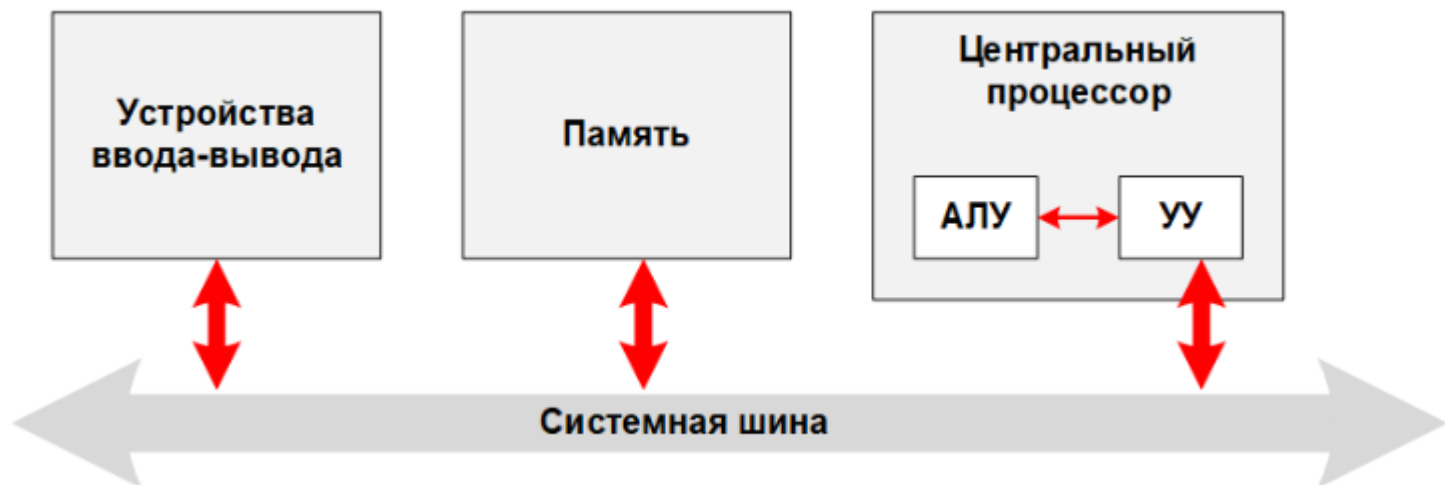 Устройства
ввода-вывода
Память
Центральный
процессор
АЛУ
УУ
Системная шина